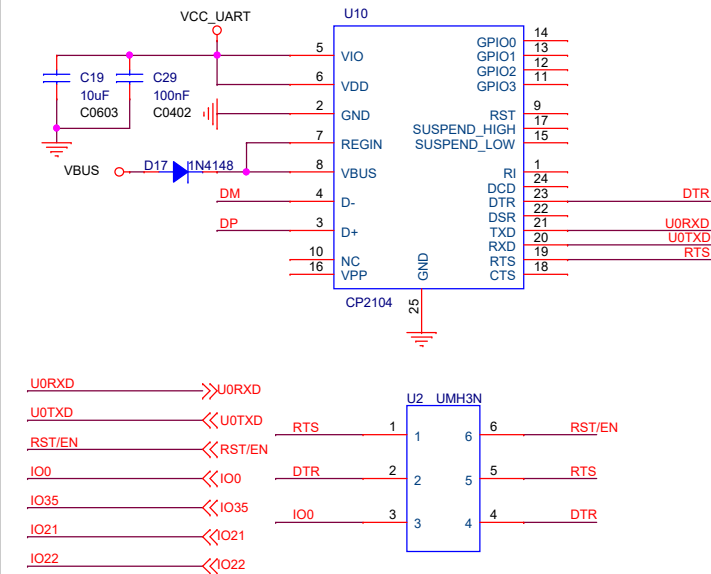 VCC_UART
U10
5 VIO
6 VDD
2 GND
7 REGIN
8 VBUS
4 D-
3 D+
10 NC
16 VPP
GND
25
GPIO0 14
GPIO1 13
GPIO2 12
GPIO3 11
RST 9
SUSPEND_HIGH 17
SUSPEND_LOW 15
RI 1
DCD 24
DTR 23 DTR
DSR 22
TXD 21 U0RXD
RXD 20 U0TXD
RTS 19 RTS
CTS 18
C19
10uF
C0603
C29
100nF
C0402
VBUS
D17
1N4148
DM
DP
CP2104
U0RXD U0RXD
U0TXD U0TXD
RST/EN RST/EN
IO0 IO0
IO35 IO35
IO21 IO21
IO22 IO22
U2 UMH3N
RTS 1 1 6 6 RST/EN
DTR 2 2 5 5 RTS
IO0 3 3 4 4 DTR